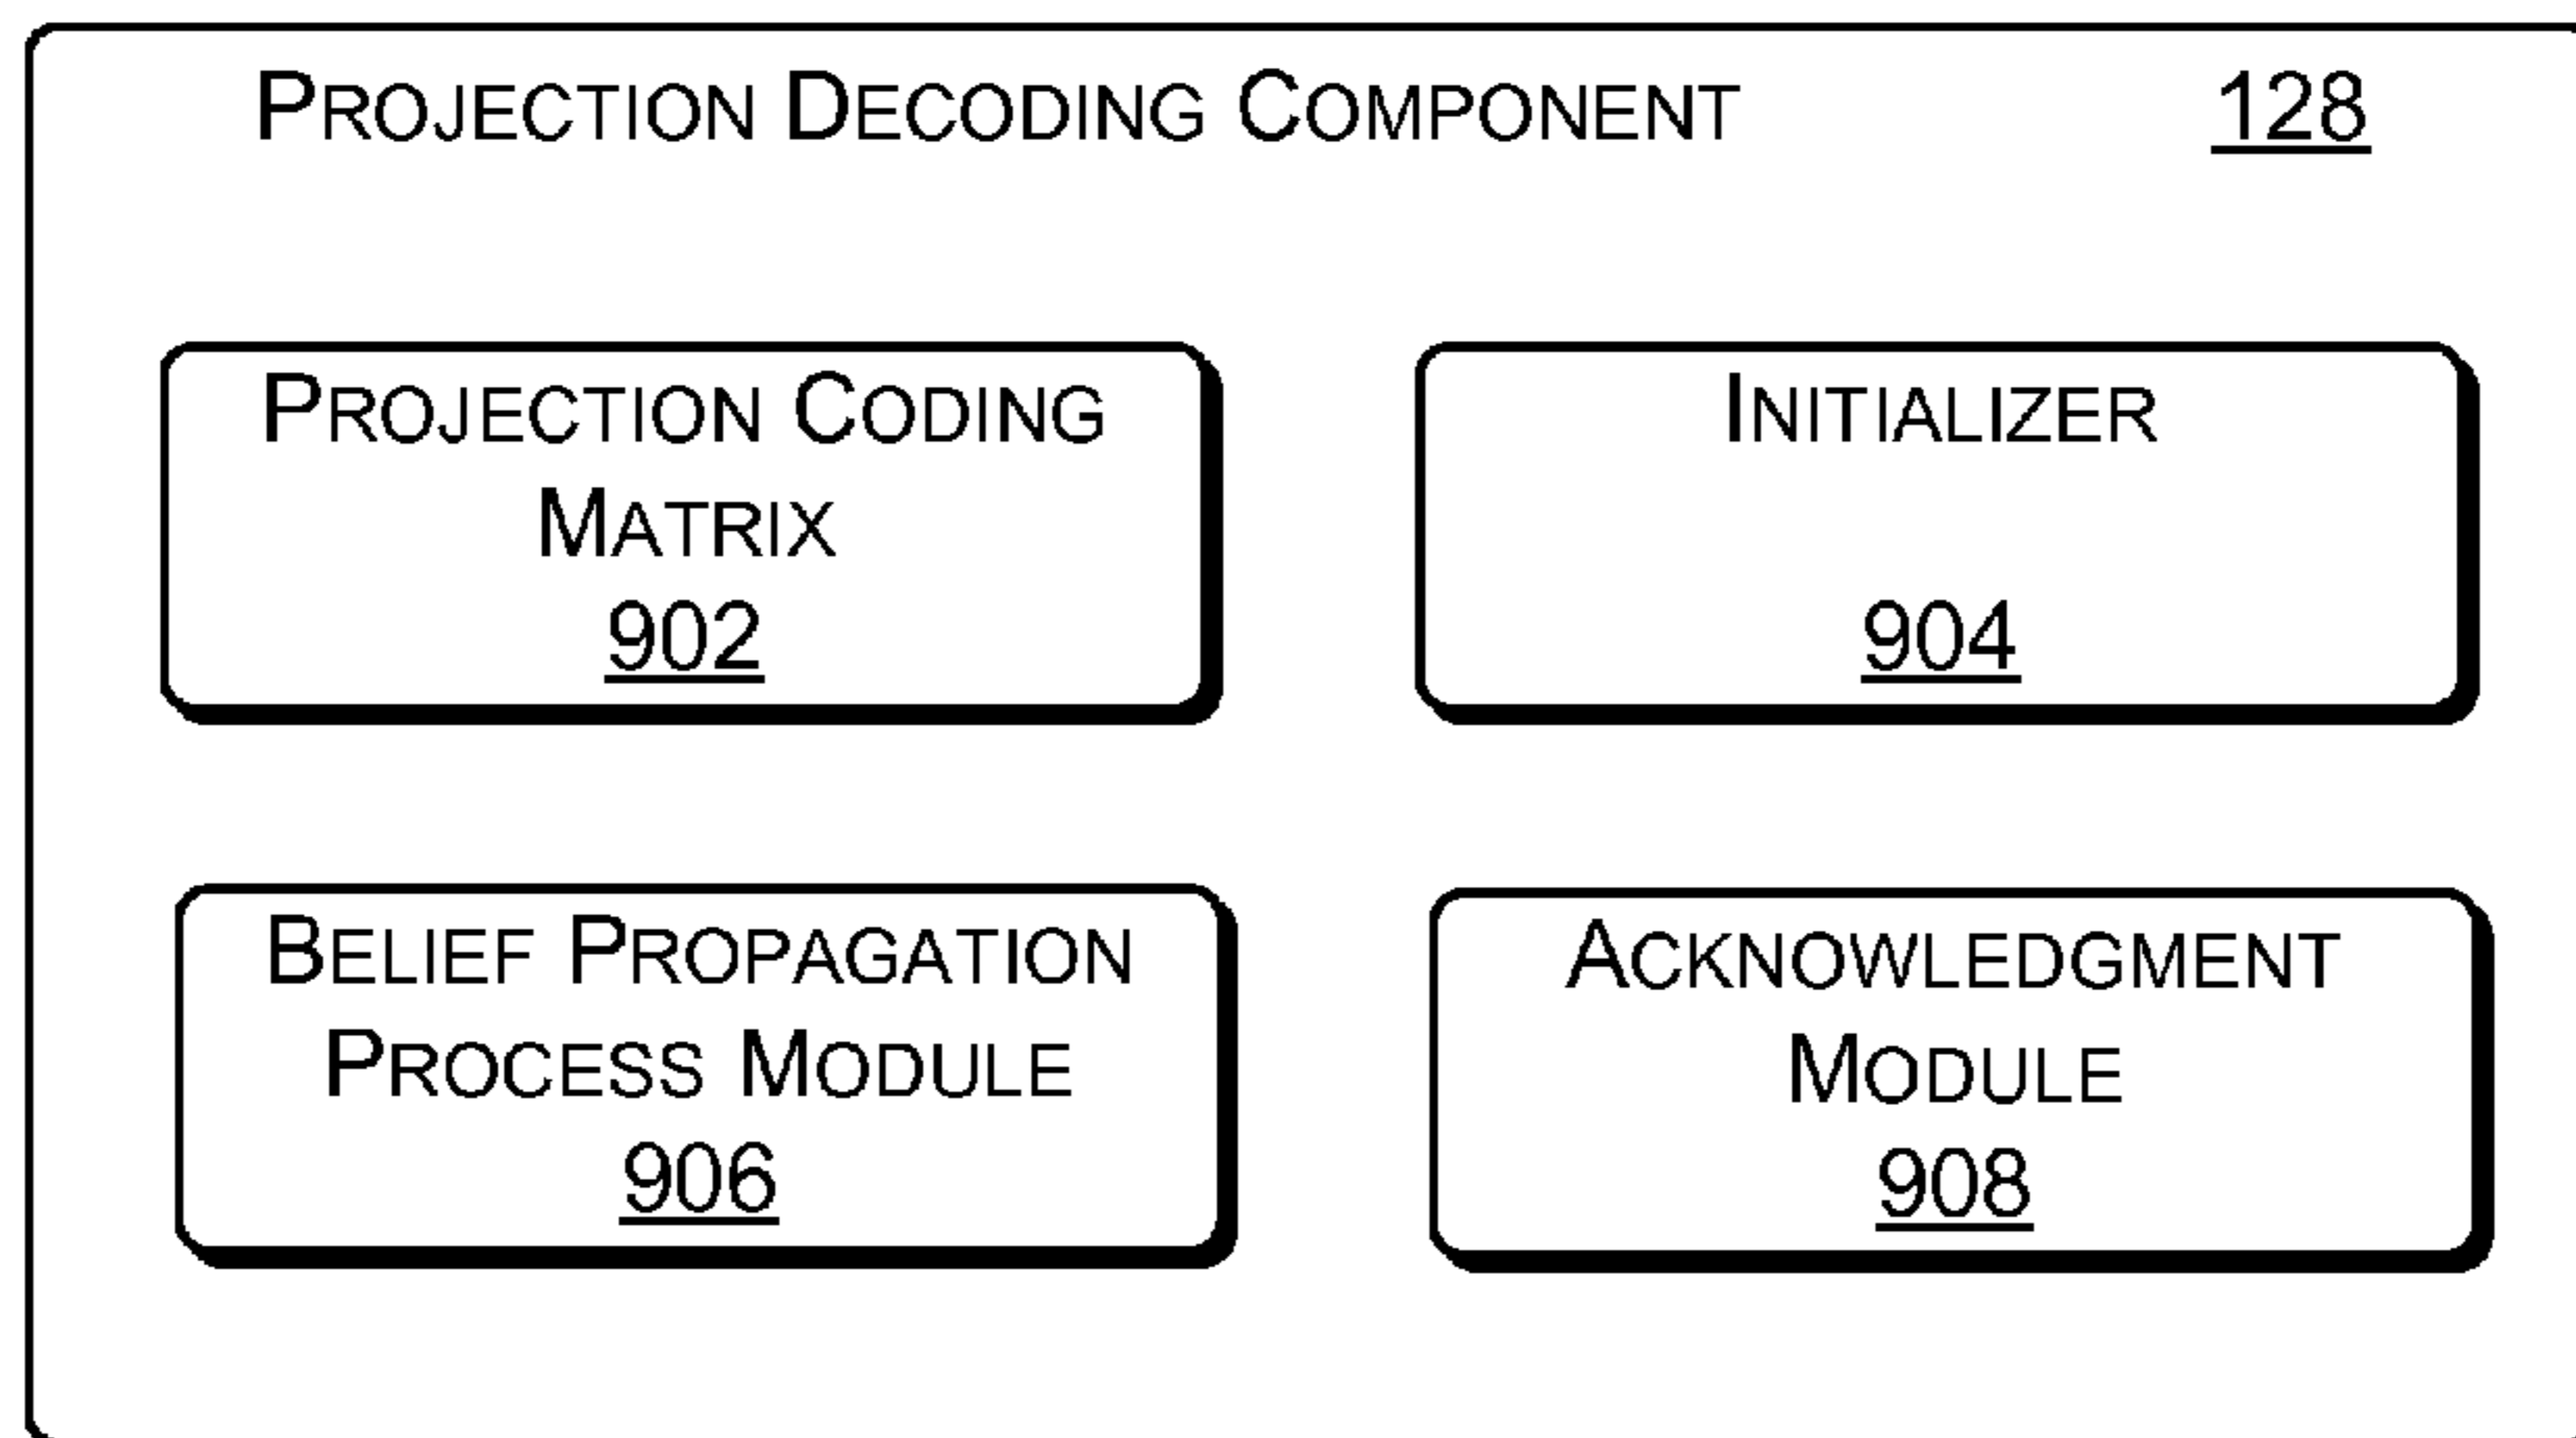 PROJECTION DECODING COMPONENT 128
PROJECTION CODING
MATRIX
902
INITIALIZER
904
BELIEF PROPAGATION
PROCESS MODULE
906
ACKNOWLEDGMENT
MODULE
908